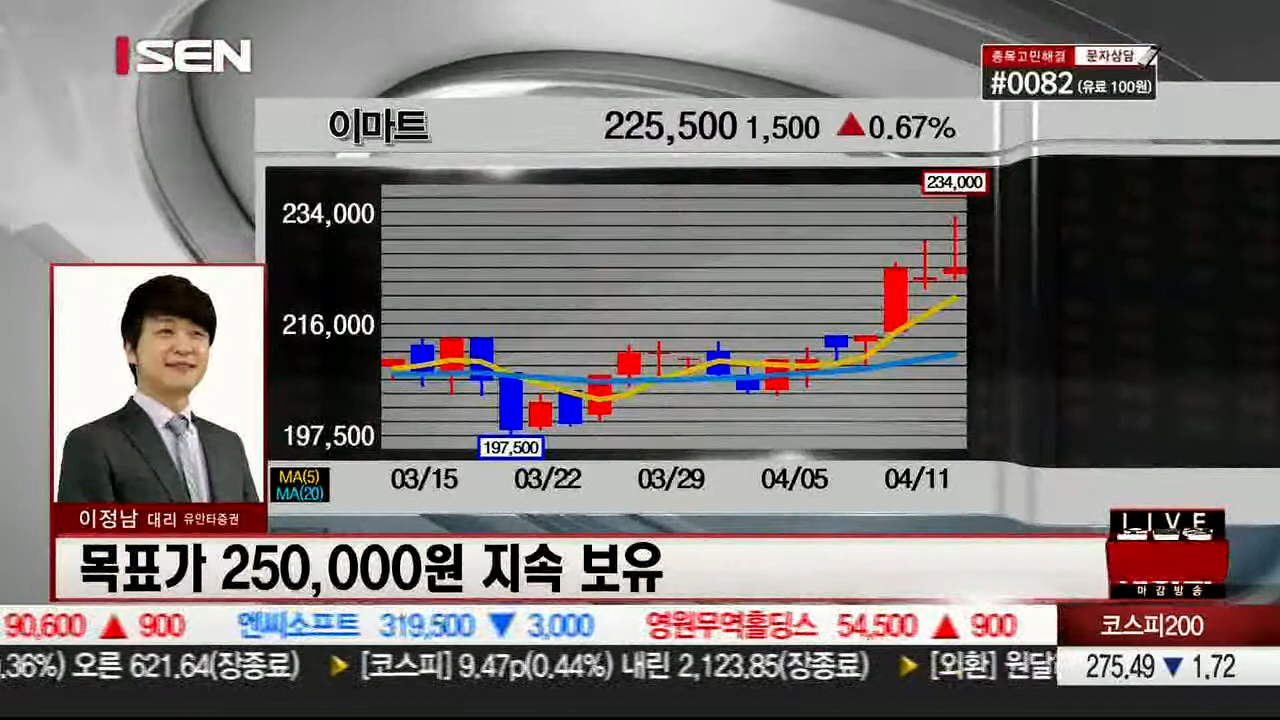 SEN
종목고민해결 문자상담
#0082 (유료 100원)
이마트 225,500 1,500 ▲0.67%
234,000
234,000
216,000
197,500
197,500
MA(5)
MA(20)
03/15 03/22 03/29 04/05 04/11
이정남 대리 유안타증권
LIVE
목표가 250,000원 지속 보유
마감방송
90,600 ▲ 900 엔씨소프트 319,500 ▼ 3,000 영원무역홀딩스 54,500 ▲ 900
코스피200
.36%) 오른 621.64(장종료) [코스피] 9.47p(0.44%) 내린 2,123.85(장종료) [외환] 원달
275.49 ▼ 1.72